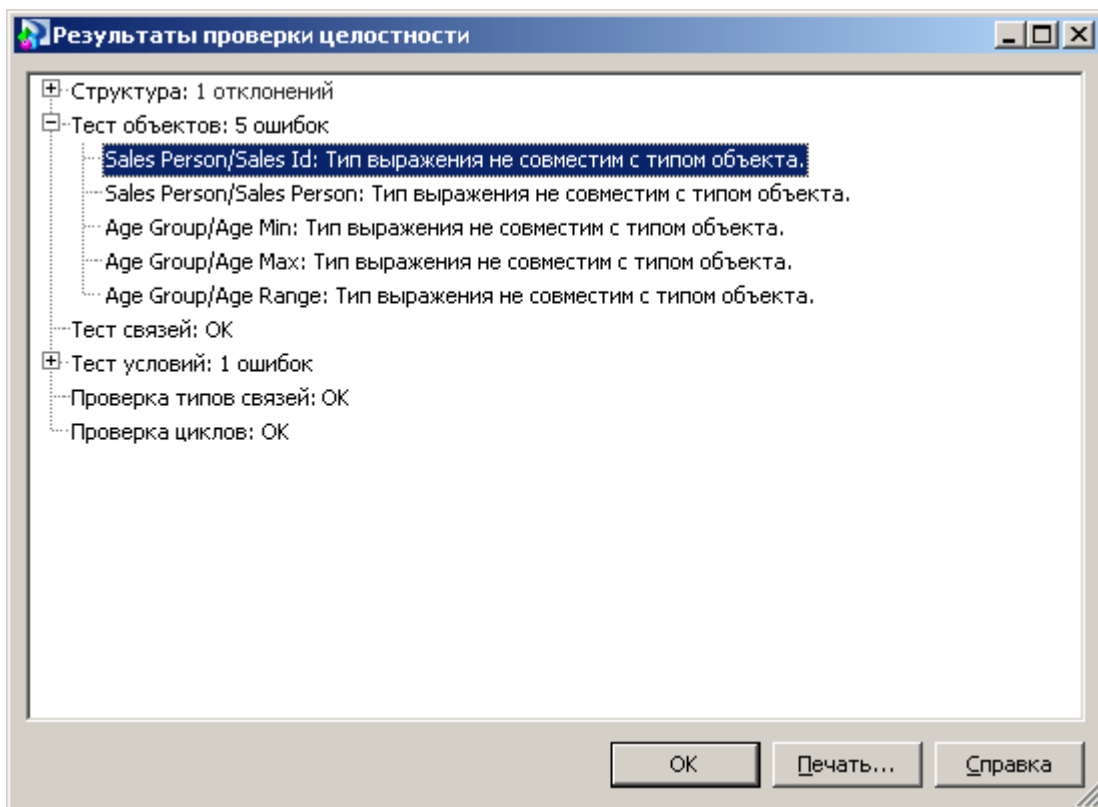 Результаты проверки целостности
Структура: 1 отклонений
Тест объектов: 5 ошибок
Sales Person/Sales Id: Тип выражения не совместим с типом объекта.
Sales Person/Sales Person: Тип выражения не совместим с типом объекта.
Age Group/Age Min: Тип выражения не совместим с типом объекта.
Age Group/Age Max: Тип выражения не совместим с типом объекта.
Age Group/Age Range: Тип выражения не совместим с типом объекта.
Тест связей: OK
Тест условий: 1 ошибок
Проверка типов связей: OK
Проверка циклов: OK
OK Печать... Справка